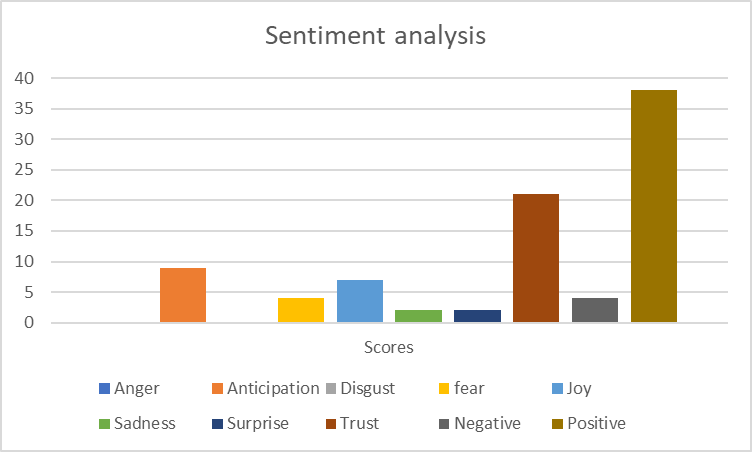 Sentiment analysis
40
35
30
25
20
15
10
5
0
Scores
Anger Anticipation Disgust fear Joy
Sadness Surprise Trust Negative Positive